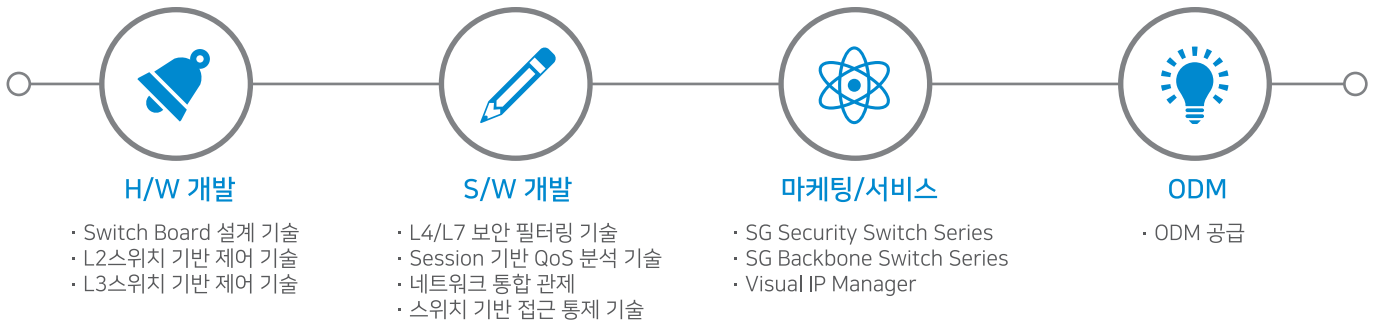 H/W 개발
· Switch Board 설계 기술
· L2스위치 기반 제어 기술
· L3스위치 기반 제어 기술
S/W 개발
· L4/L7 보안 필터링 기술
· Session 기반 QoS 분석 기술
· 네트워크 통합 관제
· 스위치 기반 접근 통제 기술
마케팅/서비스
· SG Security Switch Series
· SG Backbone Switch Series
· Visual IP Manager
ODM
· ODM 공급